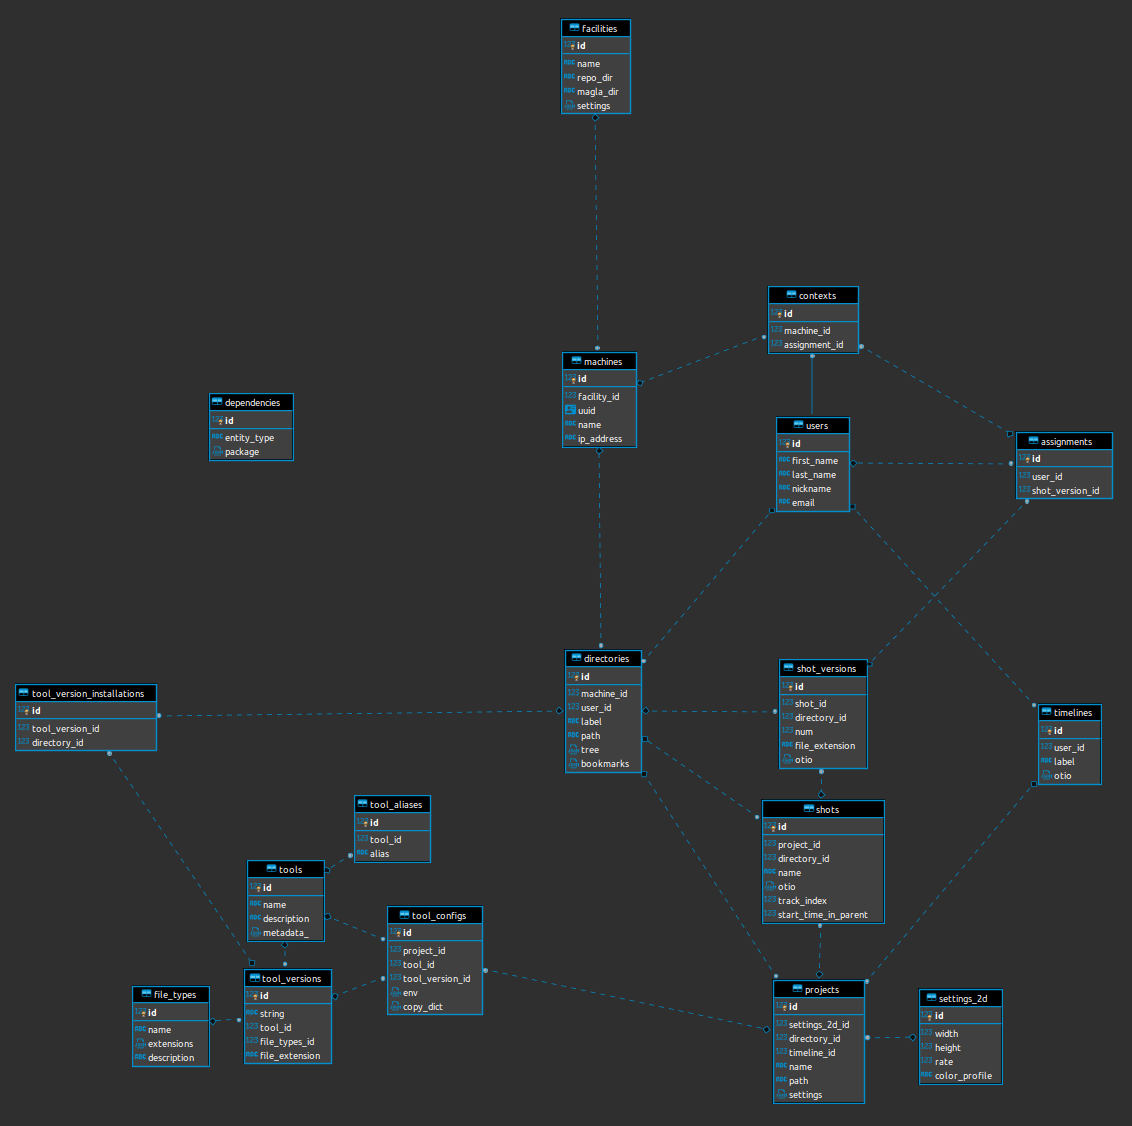 facilities
id
name
repo_dir
magla_dir
settings
contexts
id
machine_id
assignment_id
machines
id
facility_id
uuid
name
ip_address
dependencies
id
entity_type
package
users
id
first_name
last_name
nickname
email
assignments
id
user_id
shot_version_id
directories
id
machine_id
user_id
label
path
tree
bookmarks
shot_versions
id
shot_id
directory_id
num
file_extension
otio
tool_version_installations
id
tool_version_id
directory_id
timelines
id
user_id
label
otio
tool_aliases
id
tool_id
alias
shots
id
project_id
directory_id
name
otio
track_index
start_time_in_parent
tools
id
name
description
metadata_
tool_configs
id
project_id
tool_id
tool_version_id
env
copy_dict
tool_versions
id
string
tool_id
file_types_id
file_extension
file_types
id
name
extensions
description
projects
id
settings_2d_id
directory_id
timeline_id
name
path
settings
settings_2d
id
width
height
rate
color_profile